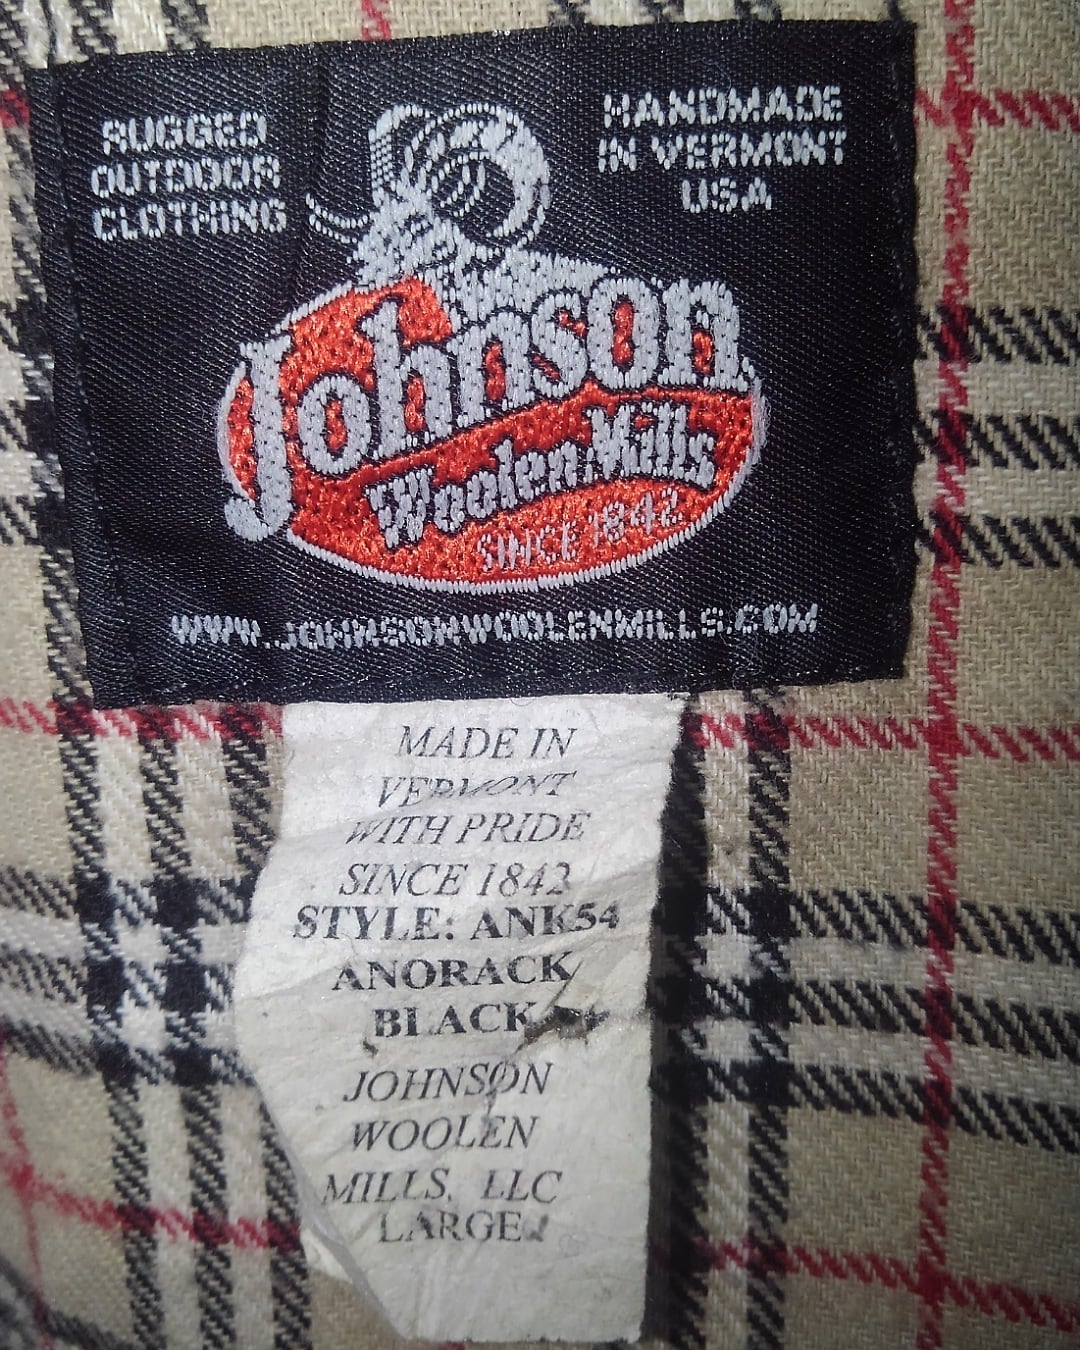 RUGGED
OUTDOOR
CLOTHING
HANDMADE
IN VERMONT
USA
Johnson
Woolen Mills
SINCE 1842
WWW.JOHNSONWOOLENMILLS.COM
MADE IN
VERMONT
WITH PRIDE
SINCE 1842
STYLE: ANK54
ANORACK
BLACK
JOHNSON
WOOLEN
MILLS, LLC
LARGE